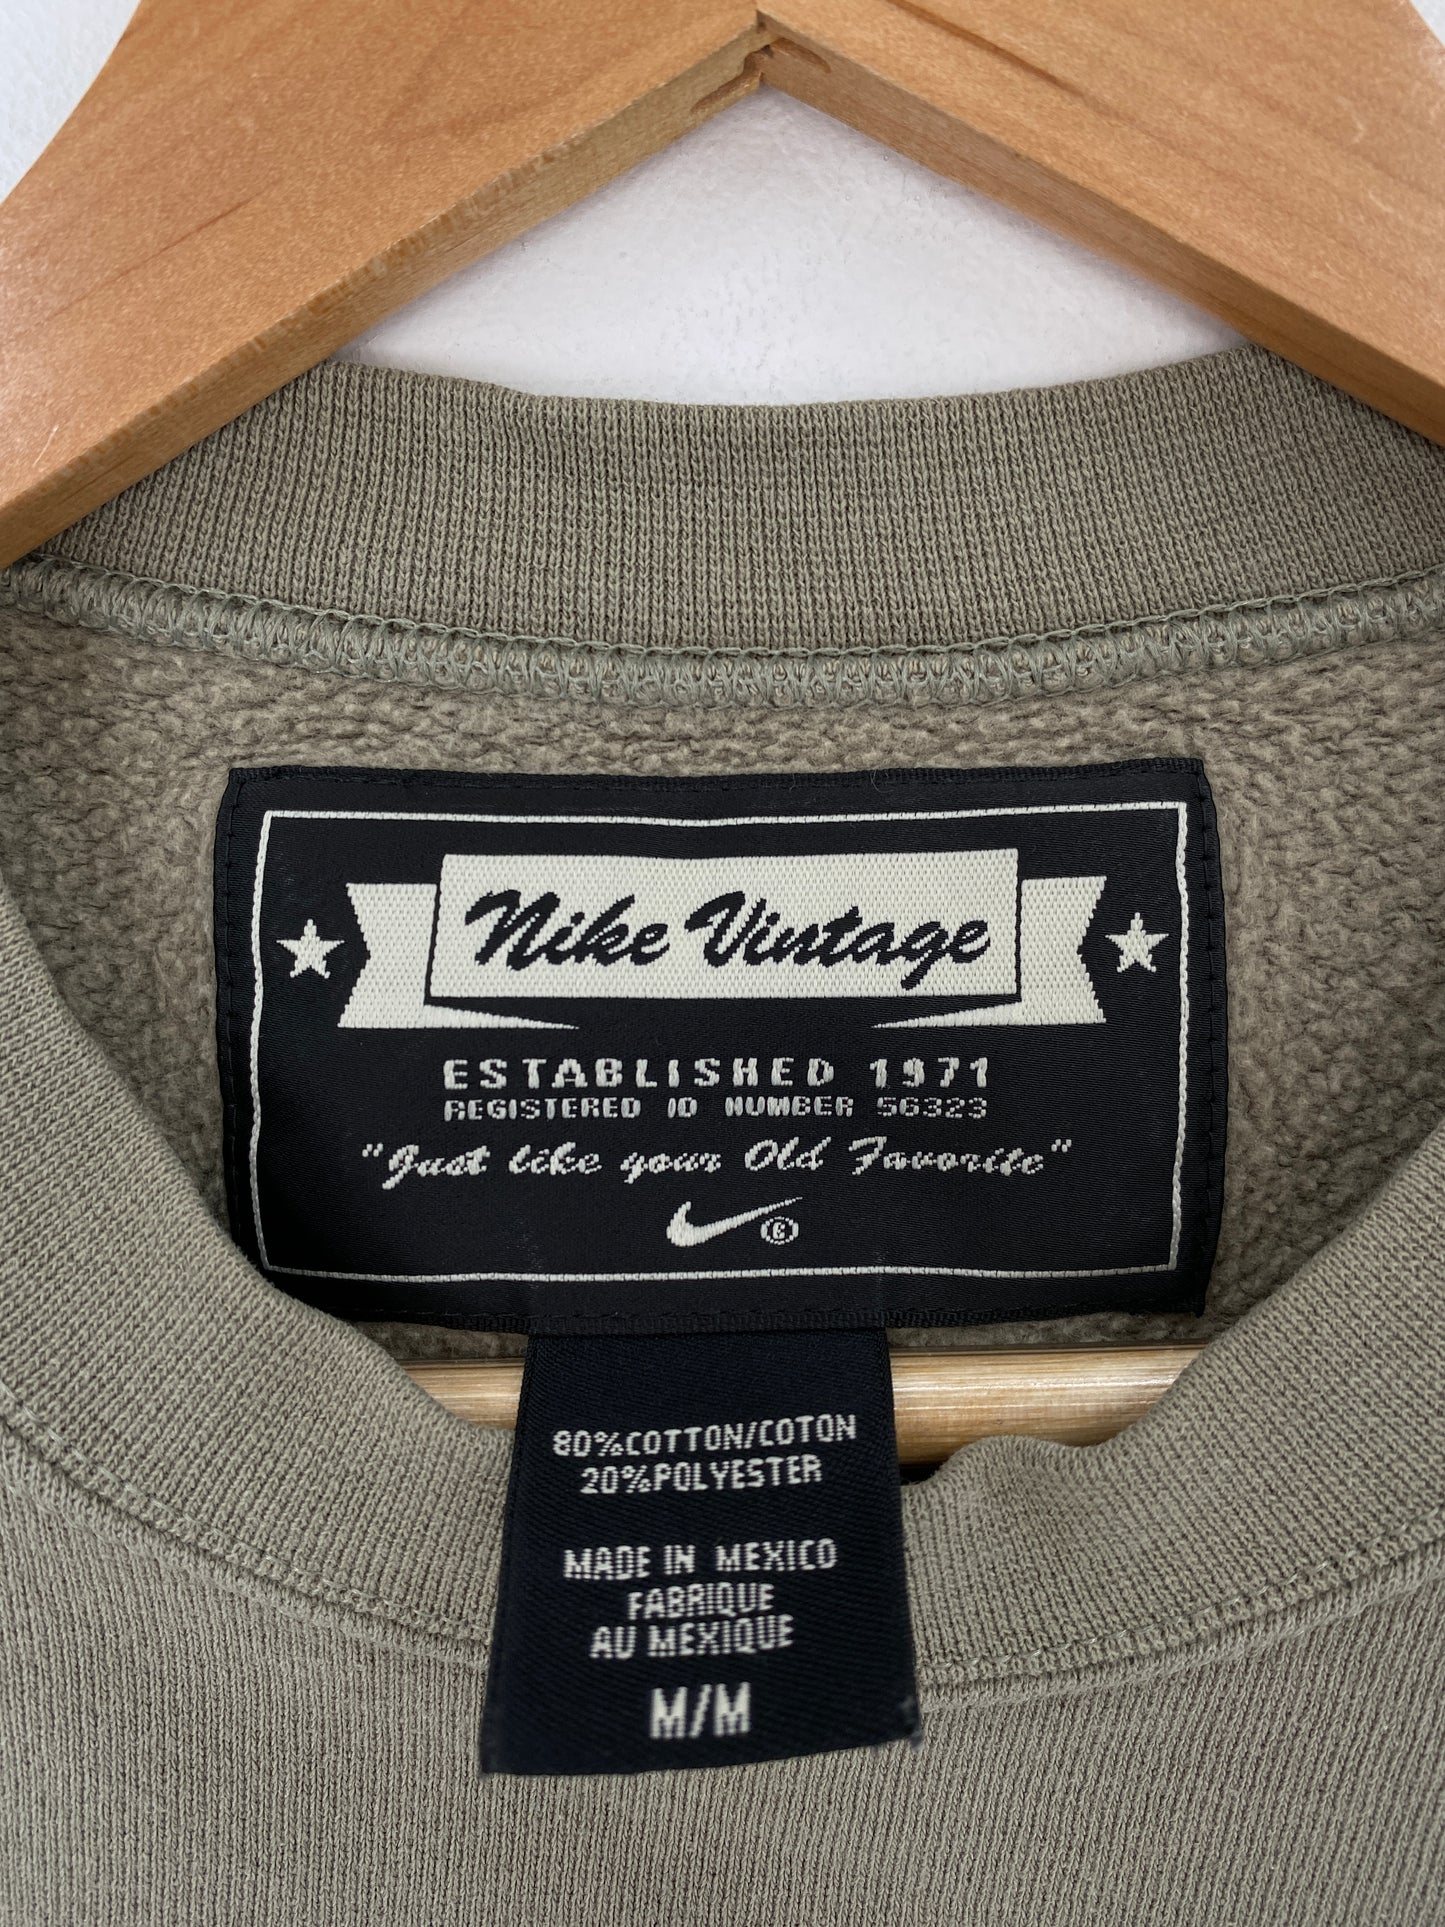 Nike Vintage
ESTABLISHED 1971
REGISTERED ID NUMBER 56323
"Just like your Old Favorite"
80%COTTON/COTON
20%POLYESTER
MADE IN MEXICO
FABRIQUE
AU MEXIQUE
M/M